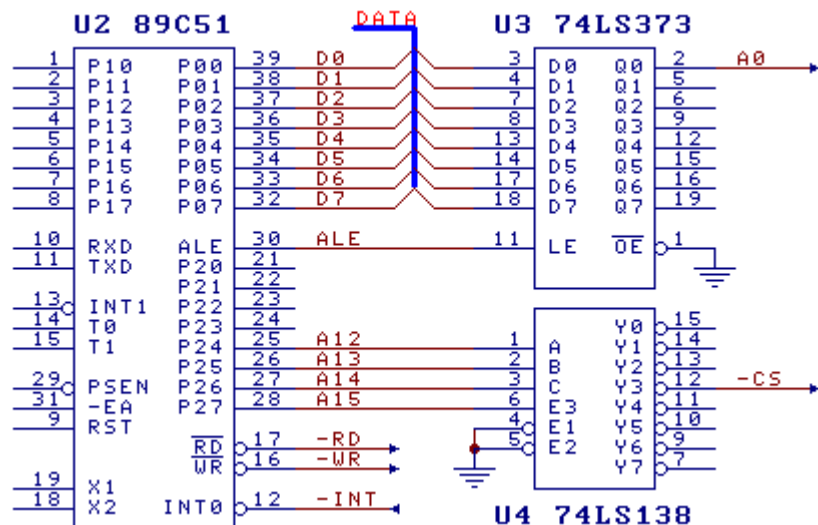 DATA
U2 89C51 U3 74LS373
1 P10 P00 39 D0 3 D0 Q0 2 A0
2 P11 P01 38 D1 4 D1 Q1 5
3 P12 P02 37 D2 7 D2 Q2 6
4 P13 P03 36 D3 8 D3 Q3 9
5 P14 P04 35 D4 13 D4 Q4 12
6 P15 P05 34 D5 14 D5 Q5 15
7 P16 P06 33 D6 17 D6 Q6 16
8 P17 P07 32 D7 18 D7 Q7 19
10 RXD ALE 30 ALE 11 LE OE 1
11 TXD P20 21
P21 22
13 INT1 P22 23
14 T0 P23 24 Y0 15
15 T1 P24 25 A12 1 A Y1 14
P25 26 A13 2 B Y2 13
29 PSEN P26 27 A14 3 C Y3 12 -CS
31 -EA P27 28 A15 6 E3 Y4 11
9 RST 4 E1 Y5 10
RD 17 -RD 5 E2 Y6 9
WR 16 -WR Y7 7
19 X1
18 X2 INT0 12 -INT
U4 74LS138